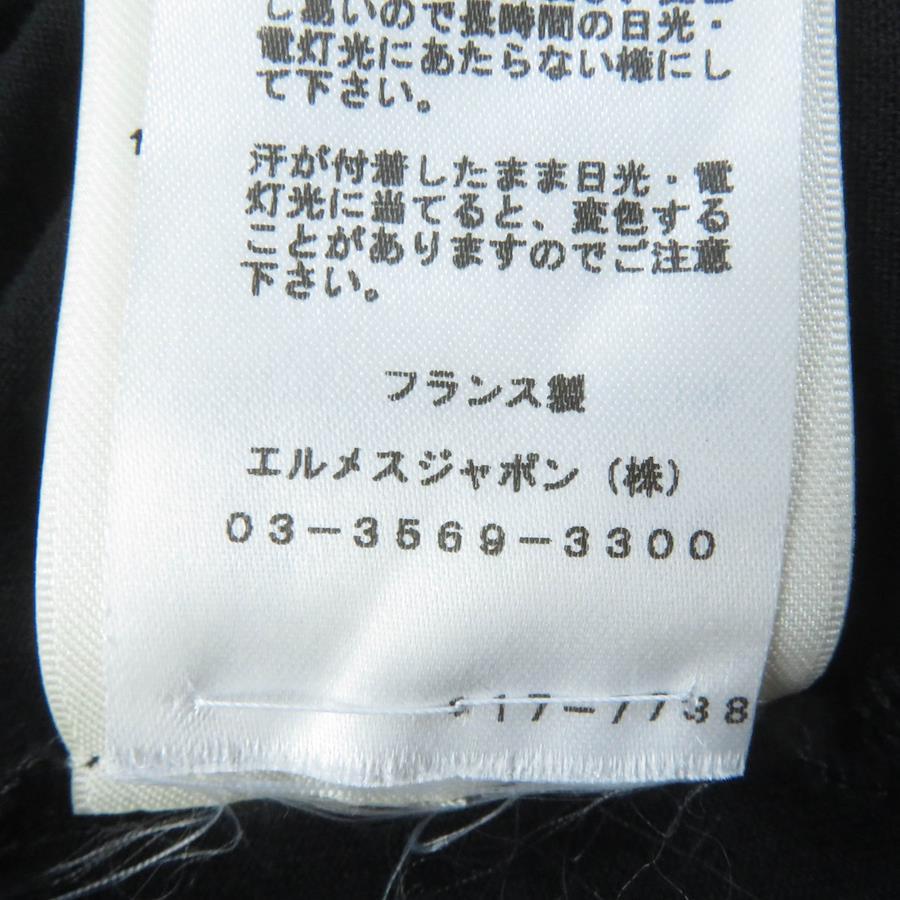 し易いので長時間の日光・
電灯光にあたらない様にし
て下さい。
汗が付着したまま日光・電
灯光に当てると、変色する
ことがありますのでご注意
下さい。
フランス製
エルメスジャポン(株)
03-3569-3300
17-7738